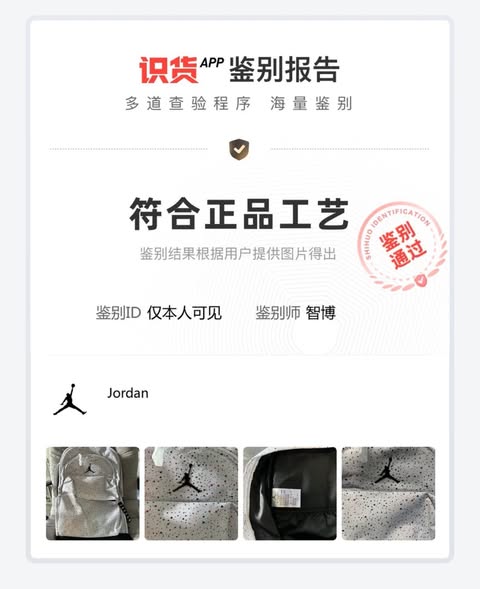 识货APP鉴别报告
多道查验程序 海量鉴别
符合正品工艺
鉴别结果根据用户提供图片得出
SHIHUO IDENTIFICATION
鉴别
通过
鉴别ID 仅本人可见 鉴别师 智博
Jordan